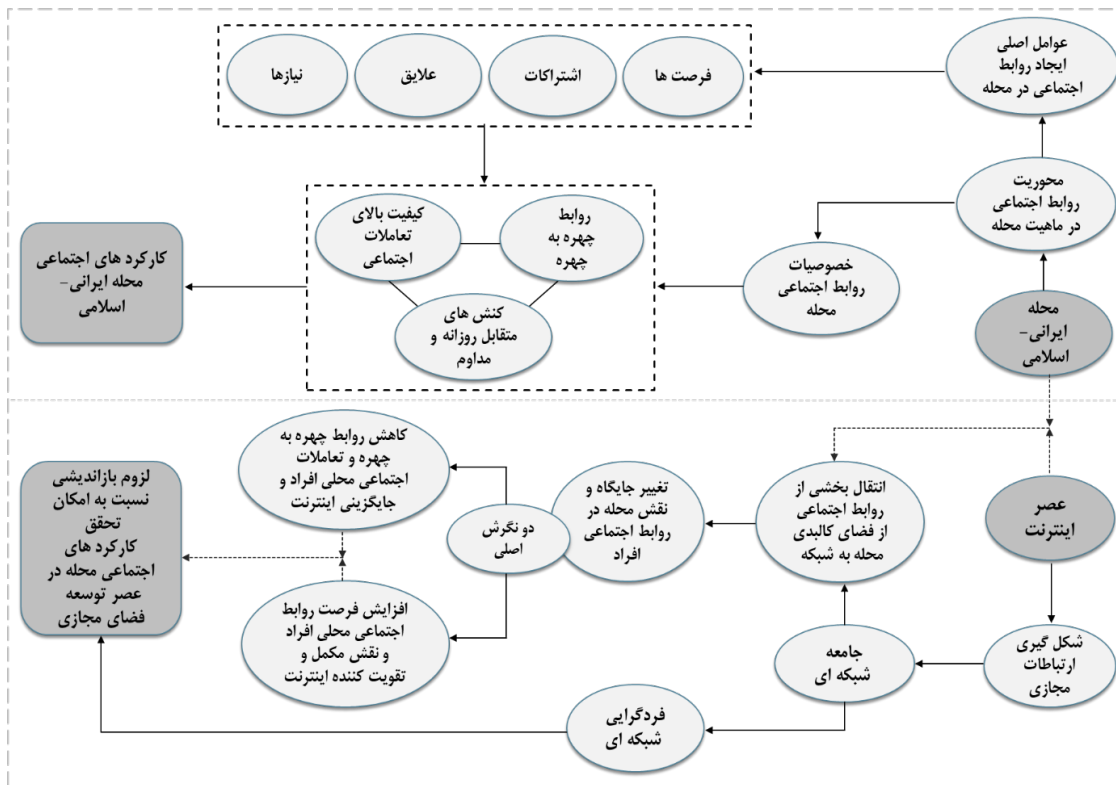 عوامل اصلی
ایجاد روابط
اجتماعی در محله
فرصت ها
اشتراکات
علایق
نیازها
محوریت
روابط اجتماعی
در ماهیت محله
خصوصیات
روابط اجتماعی
محله
روابط
چهره به
چهره
کیفیت بالای
تعاملات
اجتماعی
کنش های
متقابل روزانه و
مداوم
کارکرد های اجتماعی
محله ایرانی-
اسلامی
محله
ایرانی-
اسلامی
عصر
اینترنت
انتقال بخشی از
روابط اجتماعی
از فضای کالبدی
محله به شبکه
تغییر جایگاه و
نقش محله در
روابط اجتماعی
افراد
دو نگرش
اصلی
کاهش روابط چهره به
چهره و تعاملات
اجتماعی محلی افراد و
جایگزینی اینترنت
افزایش فرصت روابط
اجتماعی محلی افراد
و نقش مکمل و
تقویت کننده اینترنت
لزوم بازاندیشی
نسبت به امکان
تحقق
کارکرد های
اجتماعی محله در
عصر توسعه
فضای مجازی
شکل گیری
ارتباطات
مجازی
جامعه
شبکه ای
فردگرایی
شبکه ای